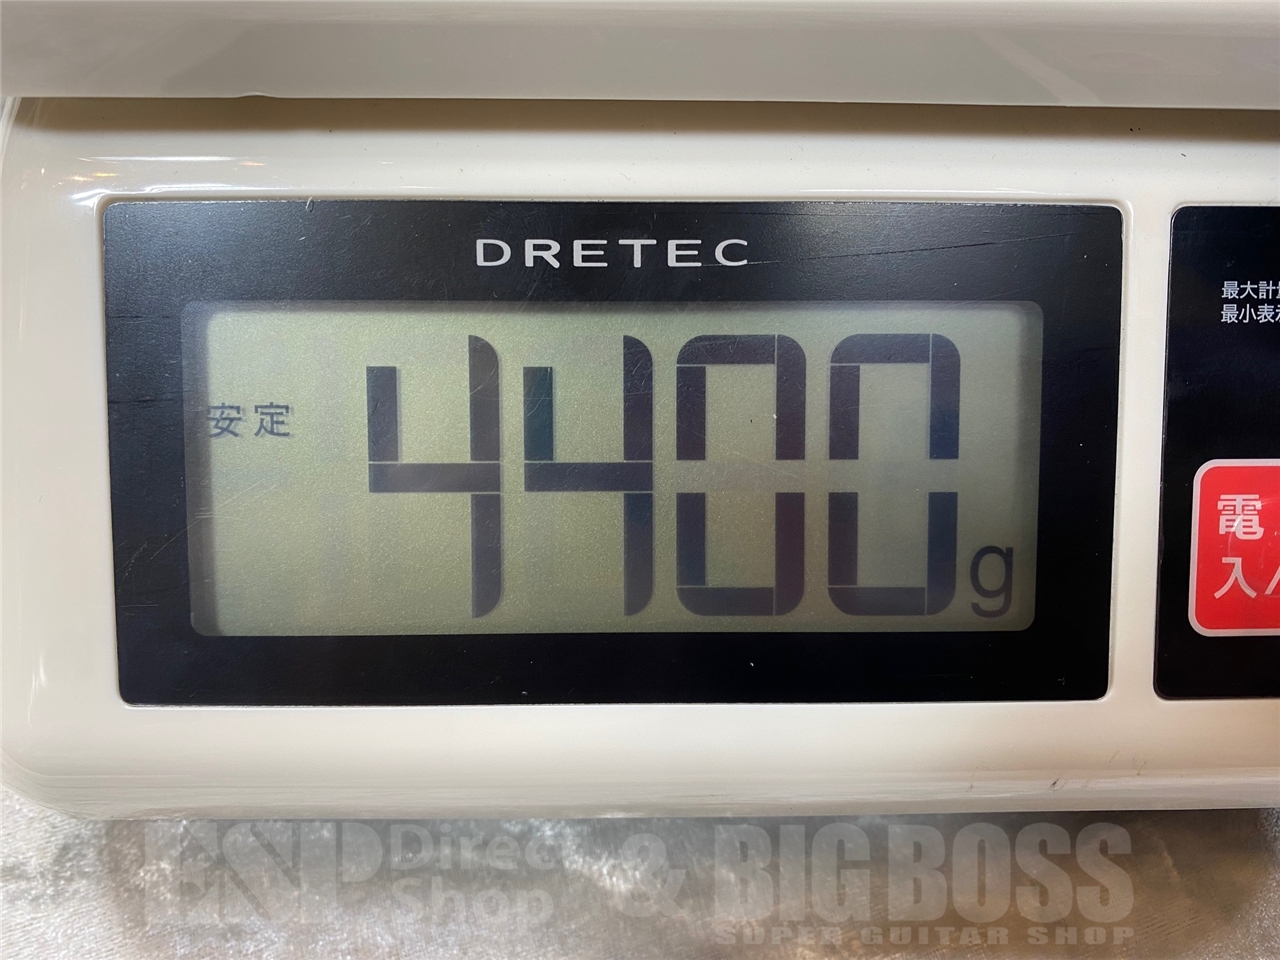 DRETEC
安定
4400g
最大計
最小表
電
入/
ESP Direct Shop & BIG BOSS
SUPER GUITAR SHOP